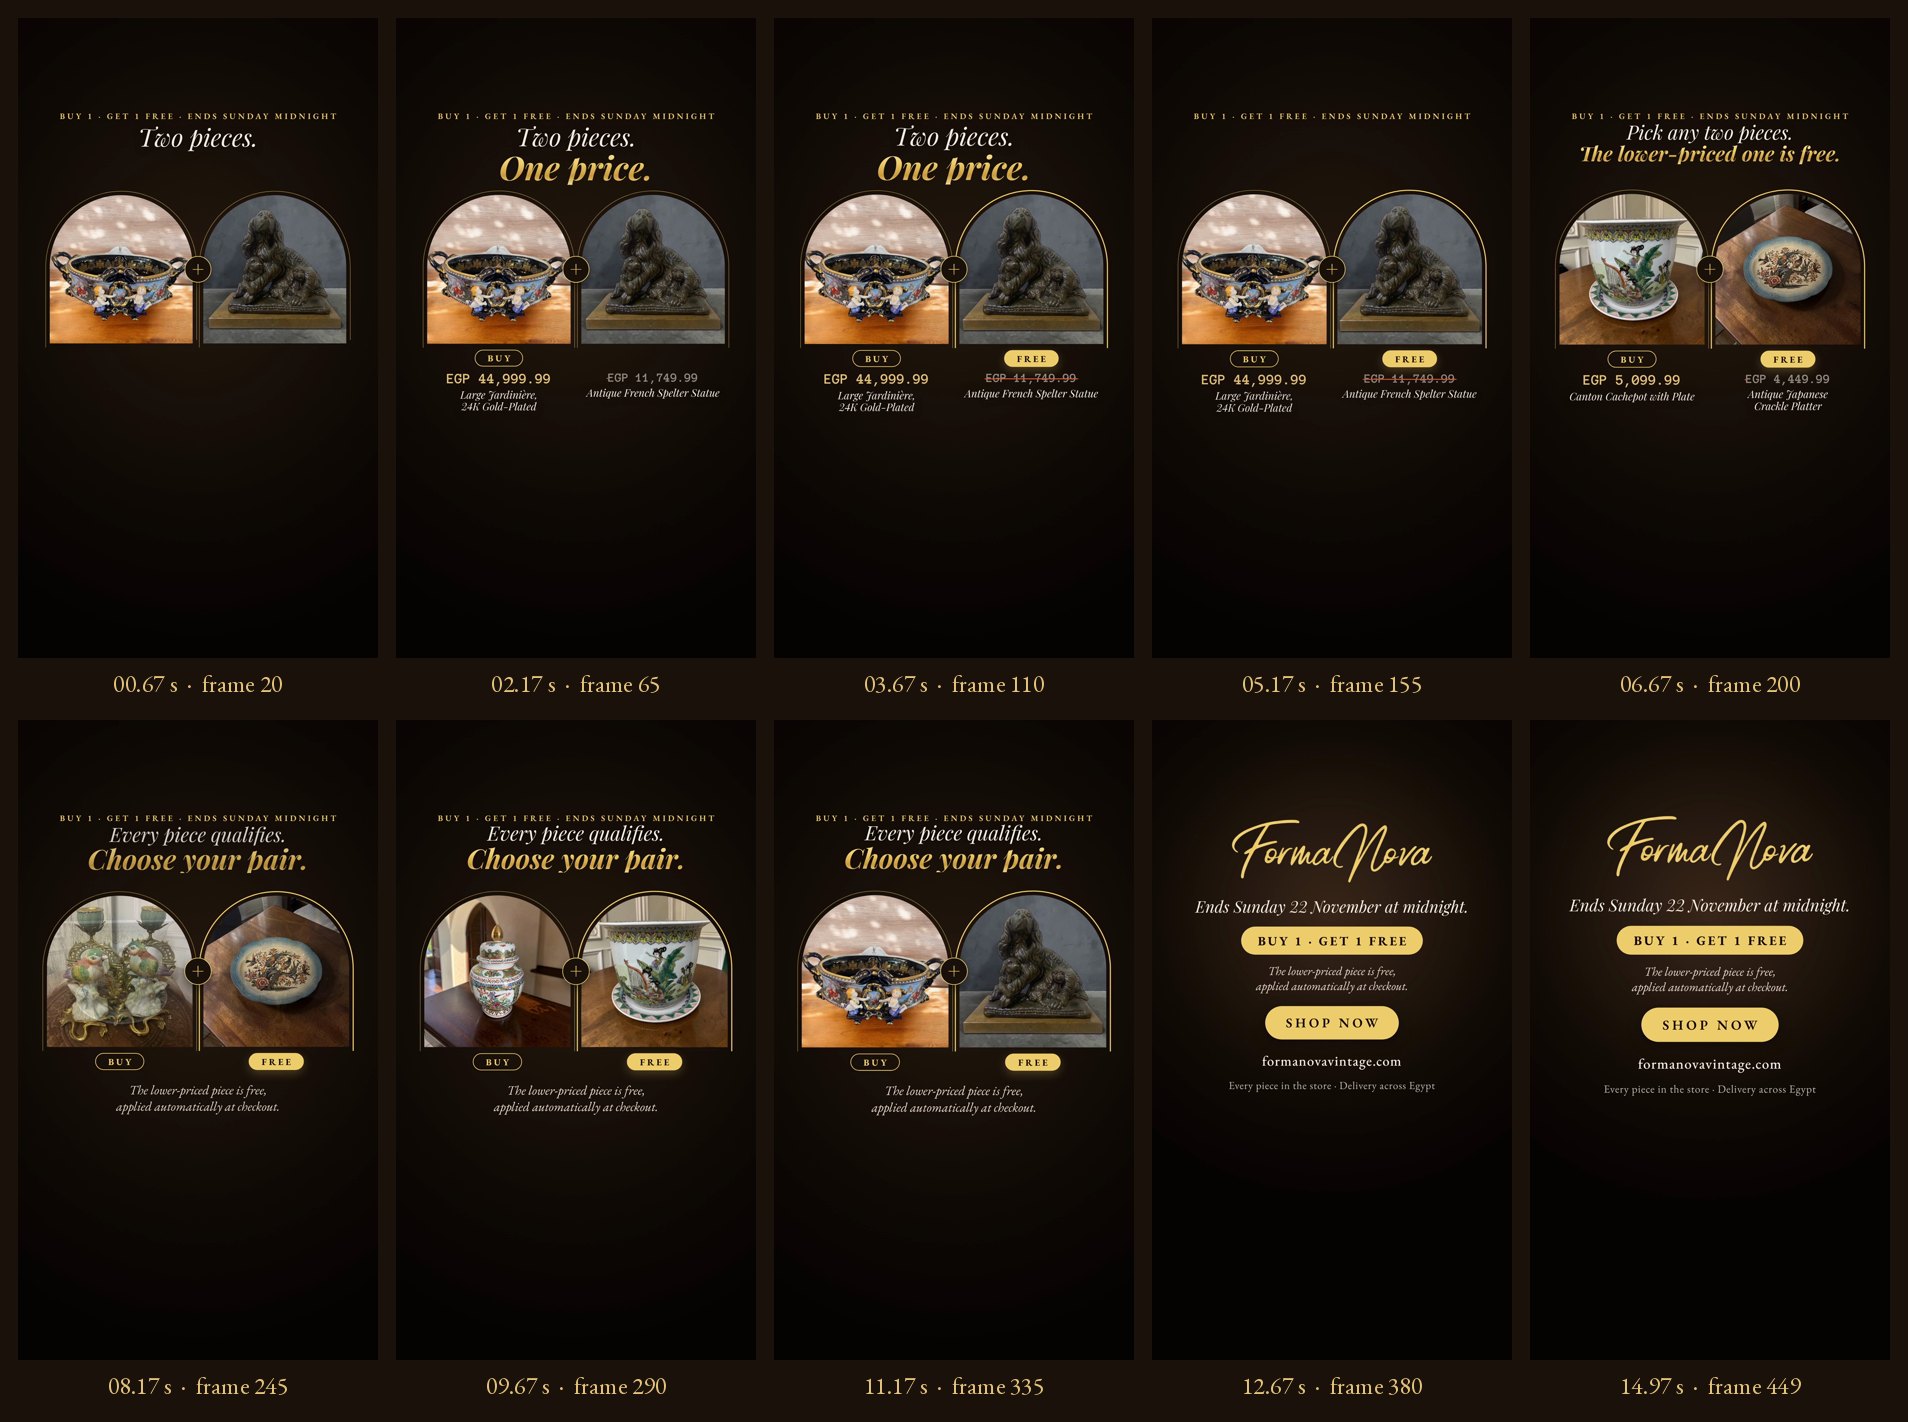 BUY 1 · GET 1 FREE · ENDS SUNDAY MIDNIGHT
Two pieces.
00.67 s · frame 20
BUY 1 · GET 1 FREE · ENDS SUNDAY MIDNIGHT
Two pieces.
One price.
BUY
EGP 44,999.99
Large Jardinière,
24K Gold-Plated
EGP 11,749.99
Antique French Spelter Statue
02.17 s · frame 65
BUY 1 · GET 1 FREE · ENDS SUNDAY MIDNIGHT
Two pieces.
One price.
BUY
EGP 44,999.99
Large Jardinière,
24K Gold-Plated
FREE
EGP 11,749.99
Antique French Spelter Statue
03.67 s · frame 110
BUY 1 · GET 1 FREE · ENDS SUNDAY MIDNIGHT
BUY
EGP 44,999.99
Large Jardinière,
24K Gold-Plated
FREE
EGP 11,749.99
Antique French Spelter Statue
05.17 s · frame 155
BUY 1 · GET 1 FREE · ENDS SUNDAY MIDNIGHT
Pick any two pieces.
The lower-priced one is free.
BUY
EGP 5,099.99
Canton Cachepot with Plate
FREE
EGP 4,449.99
Antique Japanese
Crackle Platter
06.67 s · frame 200
BUY 1 · GET 1 FREE · ENDS SUNDAY MIDNIGHT
Every piece qualifies.
Choose your pair.
BUY
FREE
The lower-priced piece is free,
applied automatically at checkout.
08.17 s · frame 245
BUY 1 · GET 1 FREE · ENDS SUNDAY MIDNIGHT
Every piece qualifies.
Choose your pair.
BUY
FREE
The lower-priced piece is free,
applied automatically at checkout.
09.67 s · frame 290
BUY 1 · GET 1 FREE · ENDS SUNDAY MIDNIGHT
Every piece qualifies.
Choose your pair.
BUY
FREE
The lower-priced piece is free,
applied automatically at checkout.
11.17 s · frame 335
FormaNova
Ends Sunday 22 November at midnight.
BUY 1 · GET 1 FREE
The lower-priced piece is free,
applied automatically at checkout.
SHOP NOW
formanovavintage.com
Every piece in the store · Delivery across Egypt
12.67 s · frame 380
FormaNova
Ends Sunday 22 November at midnight.
BUY 1 · GET 1 FREE
The lower-priced piece is free,
applied automatically at checkout.
SHOP NOW
formanovavintage.com
Every piece in the store · Delivery across Egypt
14.97 s · frame 449